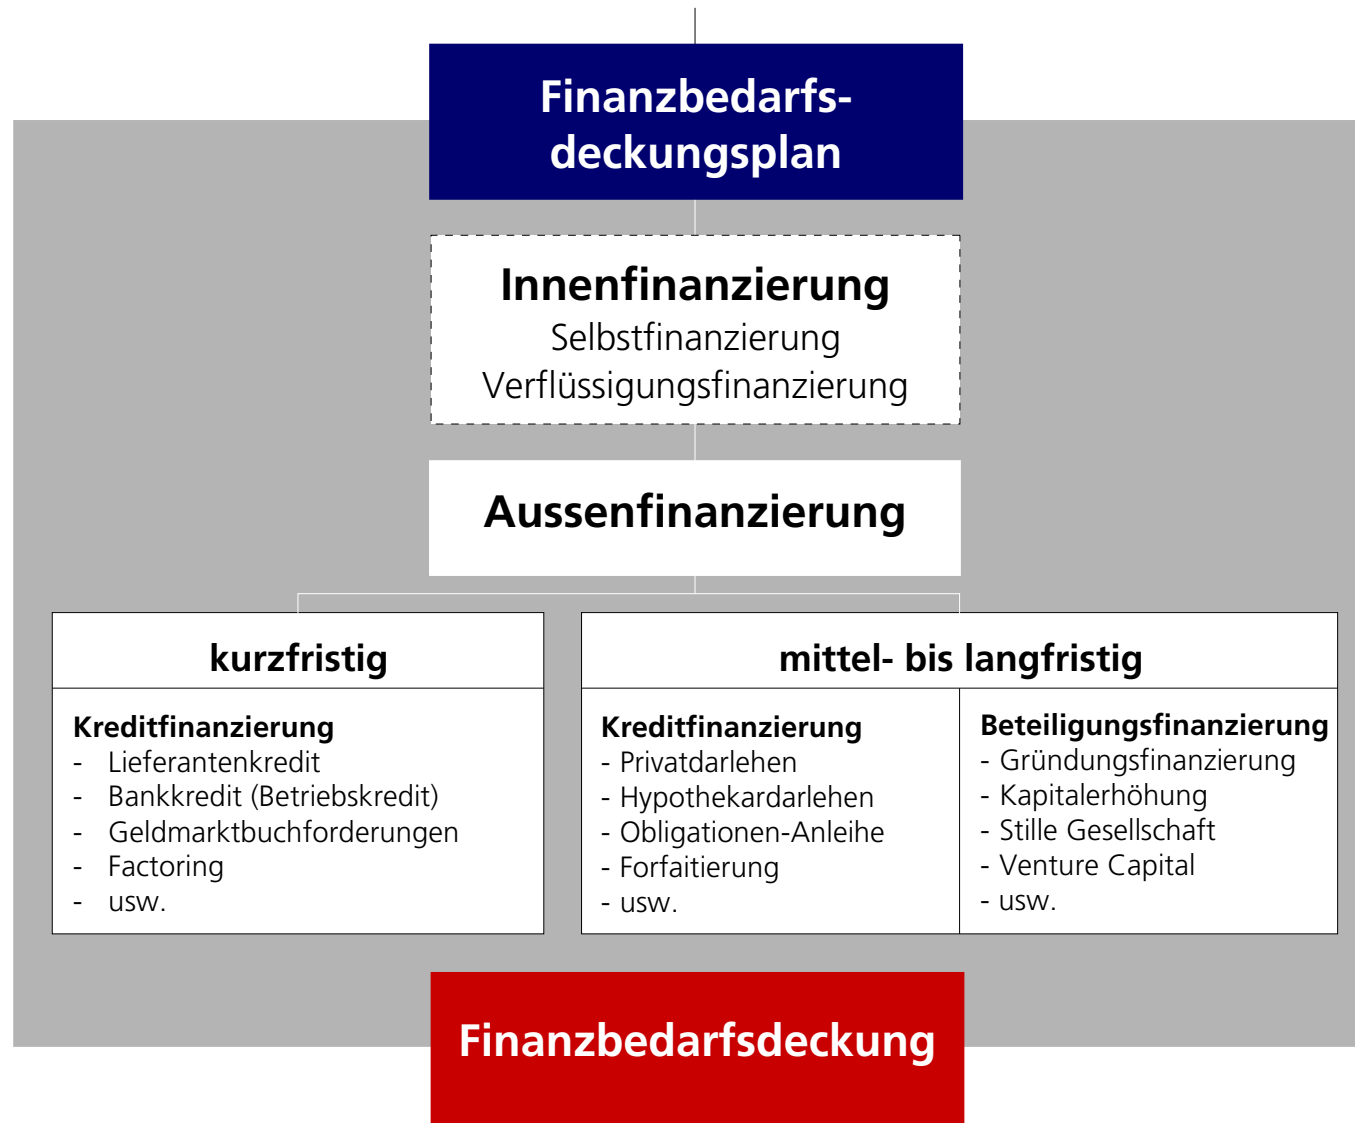 Finanzbedarfs-
deckungsplan
Innenfinanzierung
Selbstfinanzierung
Verflüssigungsfinanzierung
Aussenfinanzierung
kurzfristig
Kreditfinanzierung
- Lieferantenkredit
- Bankkredit (Betriebskredit)
- Geldmarktbuchforderungen
- Factoring
- usw.
mittel- bis langfristig
Kreditfinanzierung
- Privatdarlehen
- Hypothekardarlehen
- Obligationen-Anleihe
- Forfaitierung
- usw.
Beteiligungsfinanzierung
- Gründungsfinanzierung
- Kapitalerhöhung
- Stille Gesellschaft
- Venture Capital
- usw.
Finanzbedarfsdeckung